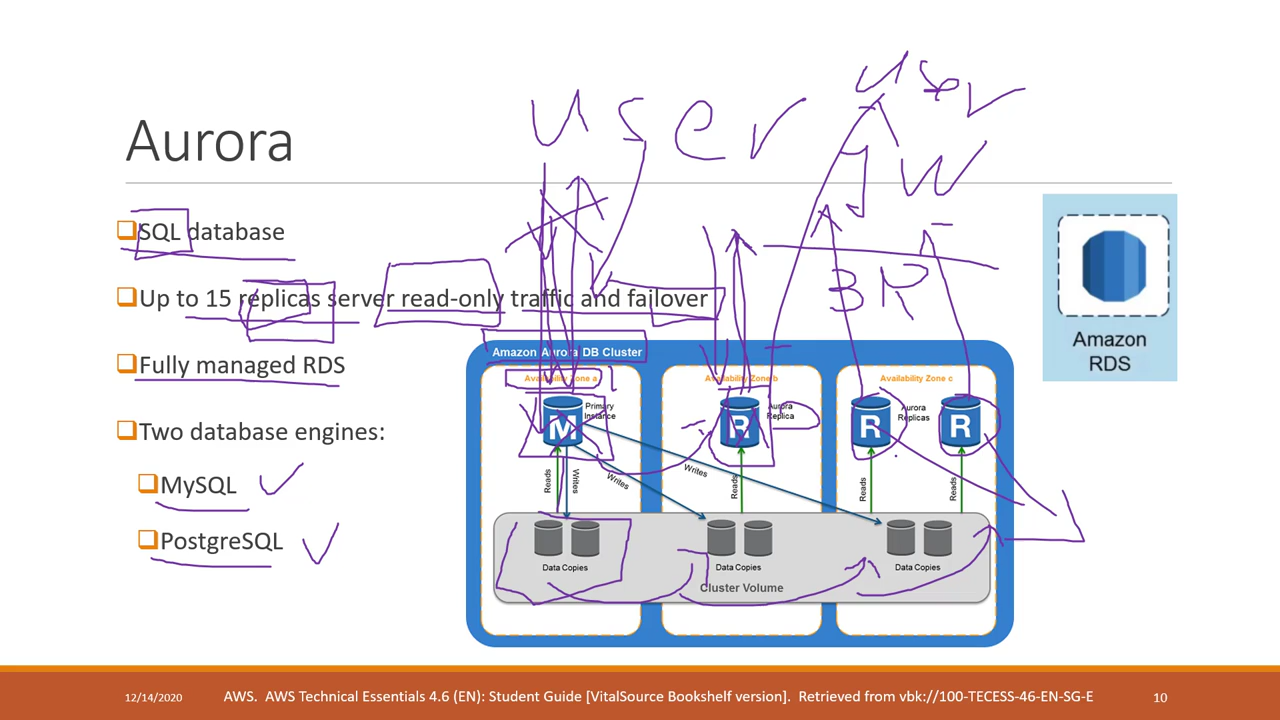 user
user
Aurora
1W
SQL database
Up to 15 replicas server read-only traffic and failover
3R
Fully managed RDS
Two database engines:
MySQL
PostgreSQL
Amazon
RDS
Amazon Aurora DB Cluster
Availability Zone a
Availability Zone b
Availability Zone c
M
Primary
Instance
R
Aurora
Replica
R
Aurora
Replicas
R
Reads
Writes
Writes
Reads
Writes
Reads
Reads
Data Copies
Data Copies
Data Copies
Cluster Volume
12/14/2020
AWS. AWS Technical Essentials 4.6 (EN): Student Guide [VitalSource Bookshelf version]. Retrieved from vbk://100-TECESS-46-EN-SG-E
10